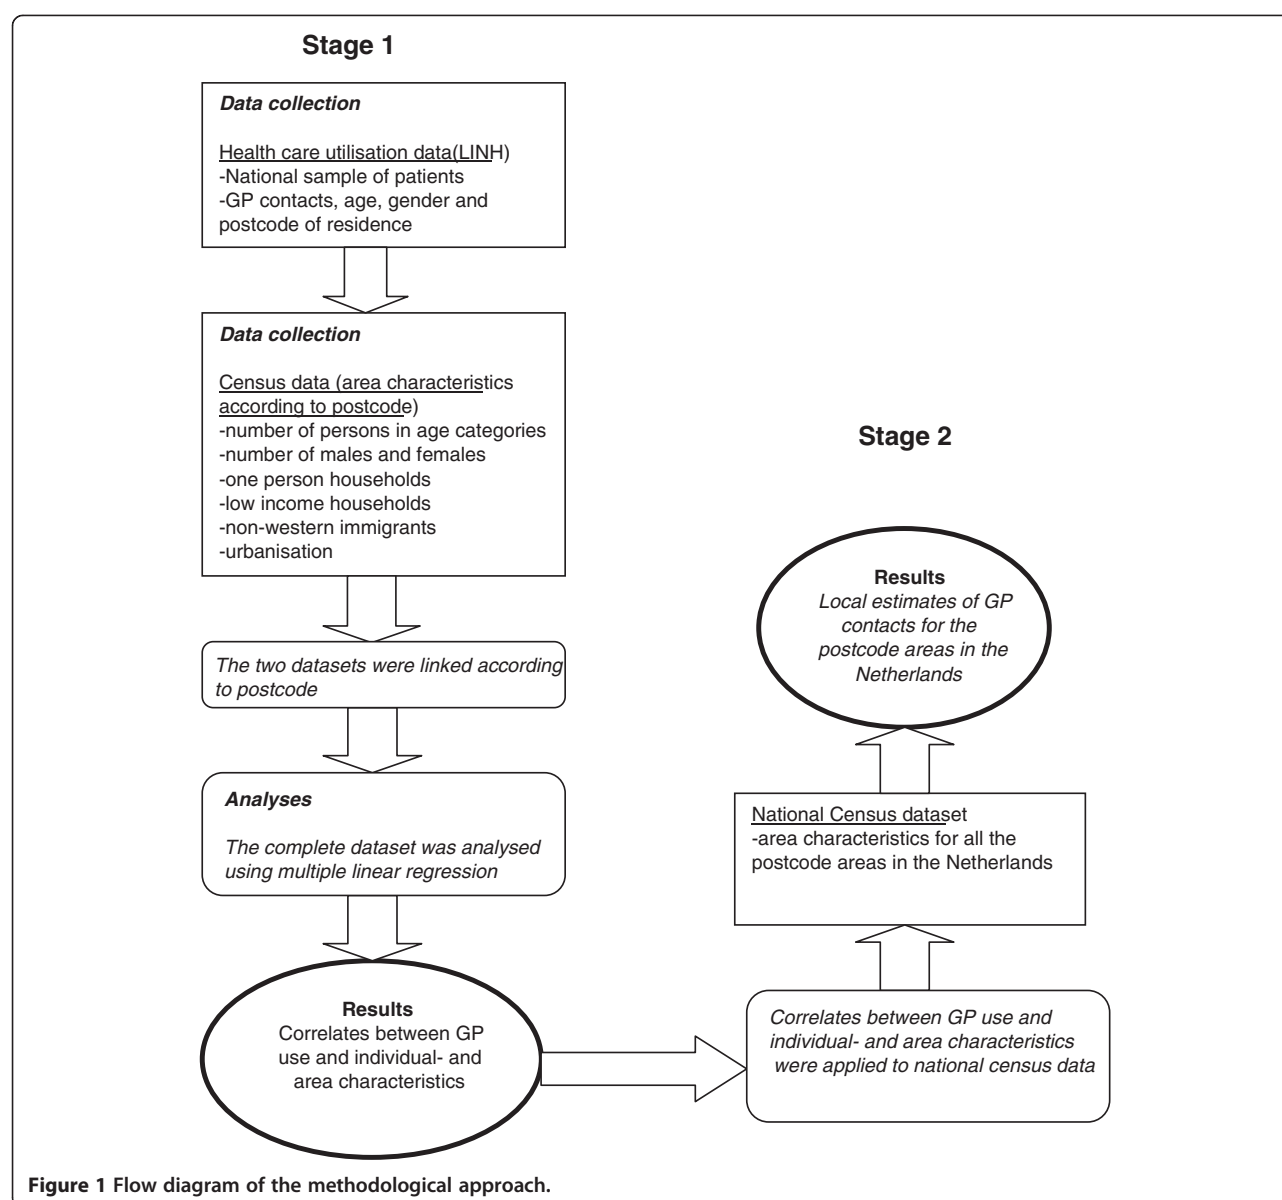 Stage 1
Data collection
Health care utilisation data(LINH)
-National sample of patients
-GP contacts, age, gender and
postcode of residence
Data collection
Census data (area characteristics
according to postcode)
-number of persons in age categories
-number of males and females
-one person households
-low income households
-non-western immigrants
-urbanisation
The two datasets were linked according
to postcode
Analyses
The complete dataset was analysed
using multiple linear regression
Results
Correlates between GP
use and individual- and
area characteristics
Stage 2
Results
Local estimates of GP
contacts for the
postcode areas in the
Netherlands
National Census dataset
-area characteristics for all the
postcode areas in the Netherlands
Correlates between GP use and
individual- and area characteristics
were applied to national census data
Figure 1 Flow diagram of the methodological approach.